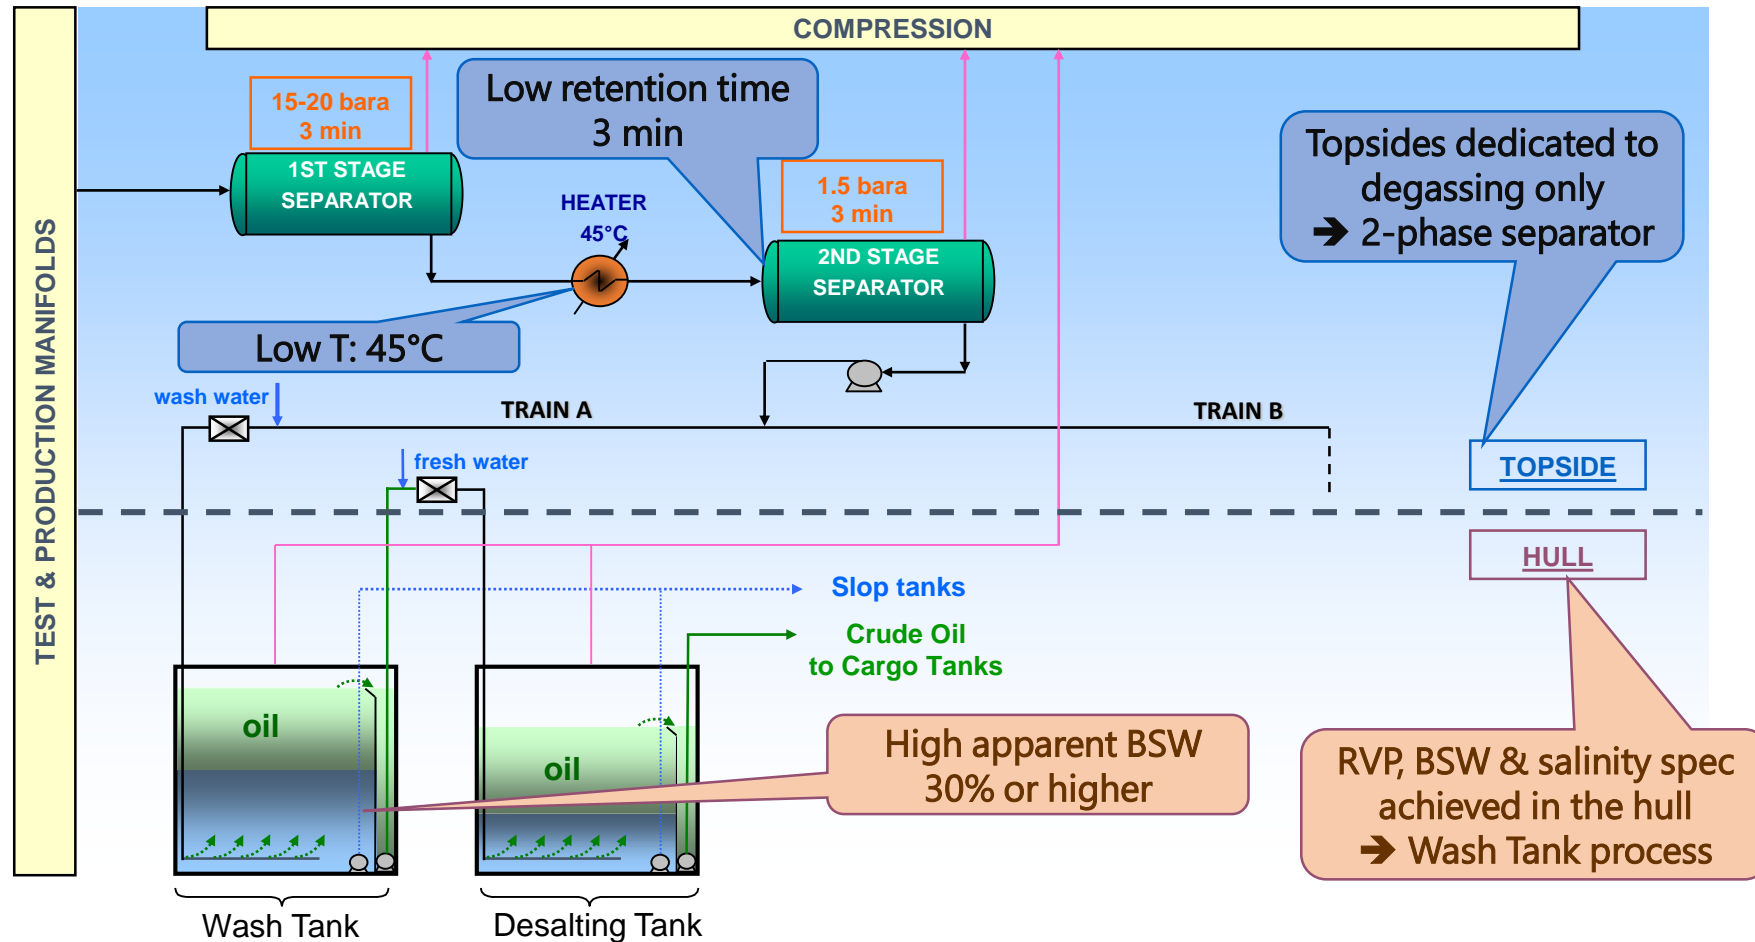 COMPRESSION
TEST & PRODUCTION MANIFOLDS
15-20 bara
3 min
1ST STAGE
SEPARATOR
Low retention time
3 min
HEATER
45°C
1.5 bara
3 min
2ND STAGE
SEPARATOR
Topsides dedicated to
degassing only
➔ 2-phase separator
Low T: 45°C
wash water
TRAIN A
TRAIN B
fresh water
TOPSIDE
HULL
Slop tanks
Crude Oil
to Cargo Tanks
oil
oil
High apparent BSW
30% or higher
RVP, BSW & salinity spec
achieved in the hull
➔ Wash Tank process
Wash Tank
Desalting Tank